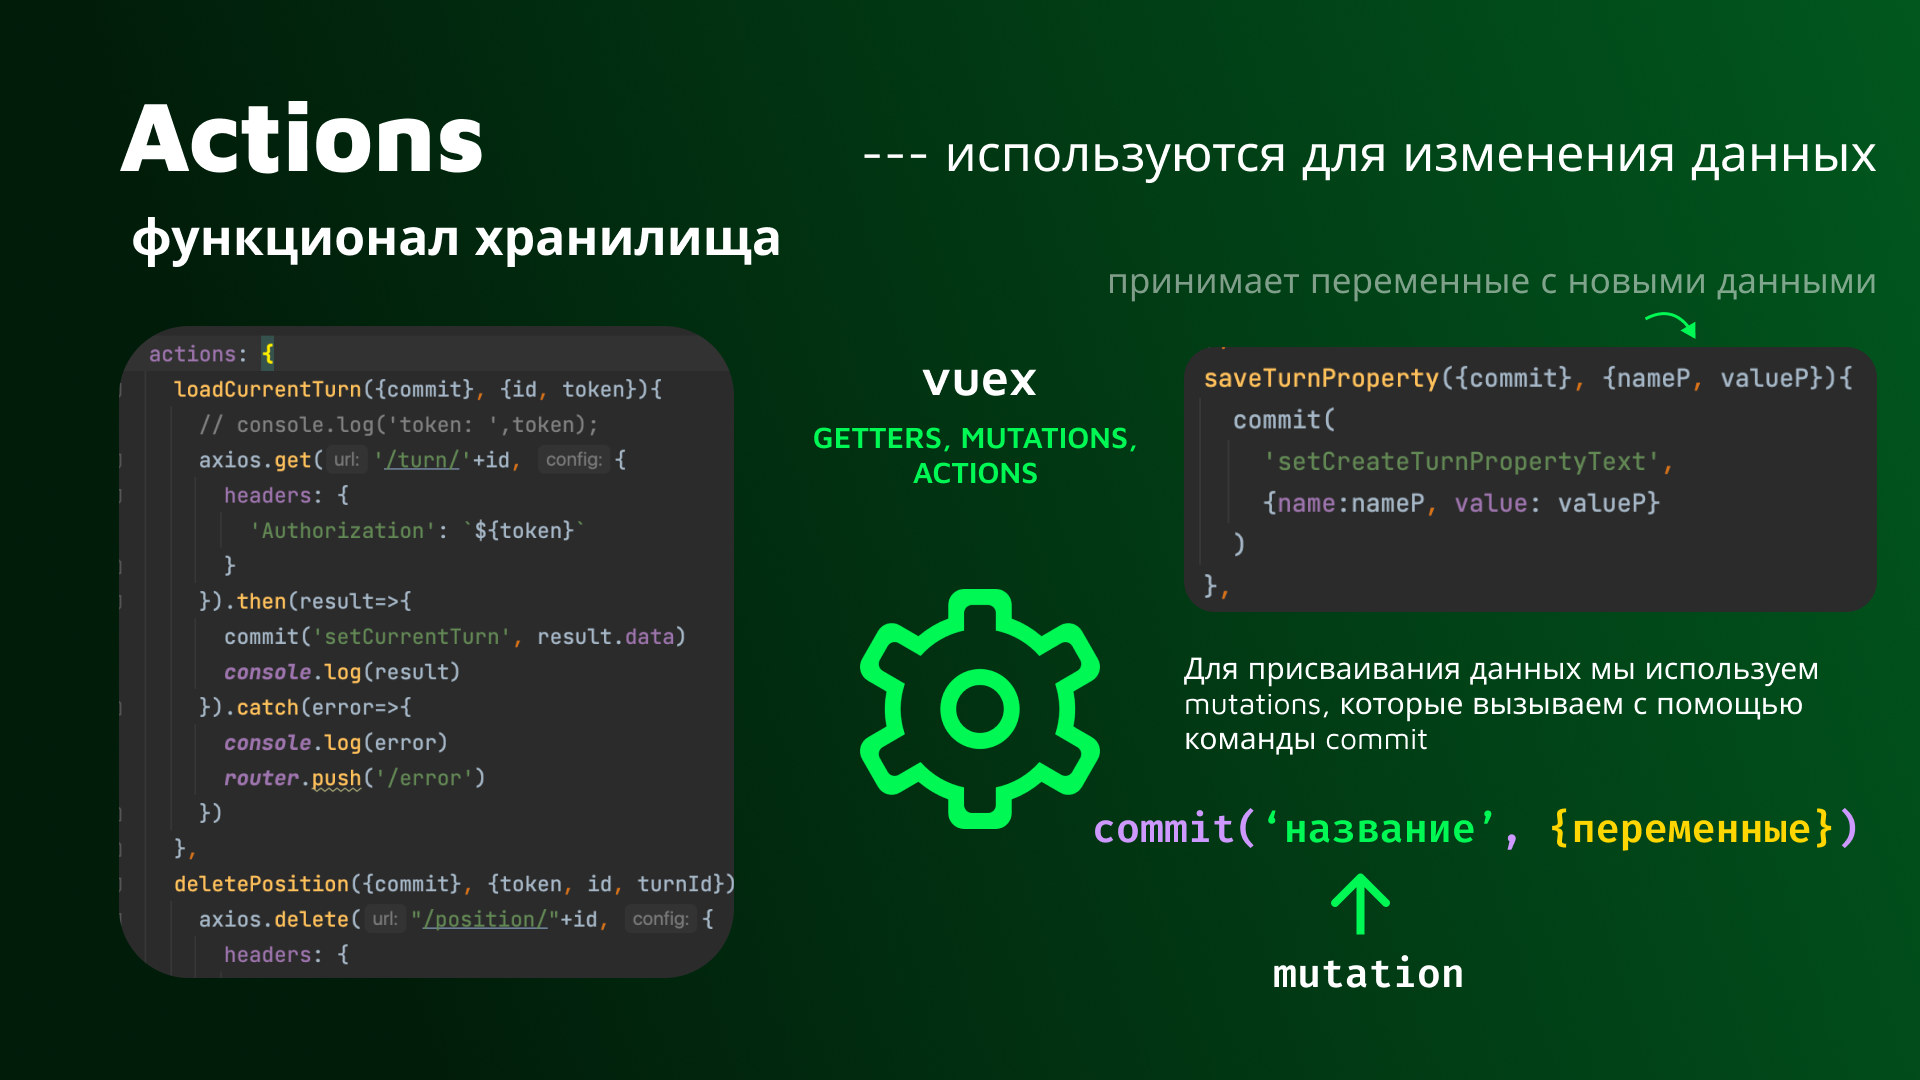 Actions
функционал хранилища
--- используются для изменения данных
принимает переменные с новыми данными
actions: {
loadCurrentTurn({commit}, {id, token}){
// console.log('token: ',token);
axios.get( url: '/turn/'+id, config: {
headers: {
'Authorization': `${token}`
}
}).then(result=>{
commit('setCurrentTurn', result.data)
console.log(result)
}).catch(error=>{
console.log(error)
router.push('/error')
})
},
deletePosition({commit}, {token, id, turnId})
axios.delete( url: "/position/"+id, config: {
headers: {
vuex
GETTERS, MUTATIONS,
ACTIONS
saveTurnProperty({commit}, {nameP, valueP}){
commit(
'setCreateTurnPropertyText',
{name:nameP, value: valueP}
)
},
Для присваивания данных мы используем
mutations, которые вызываем с помощью
команды commit
commit(‘название’, {переменные})
mutation